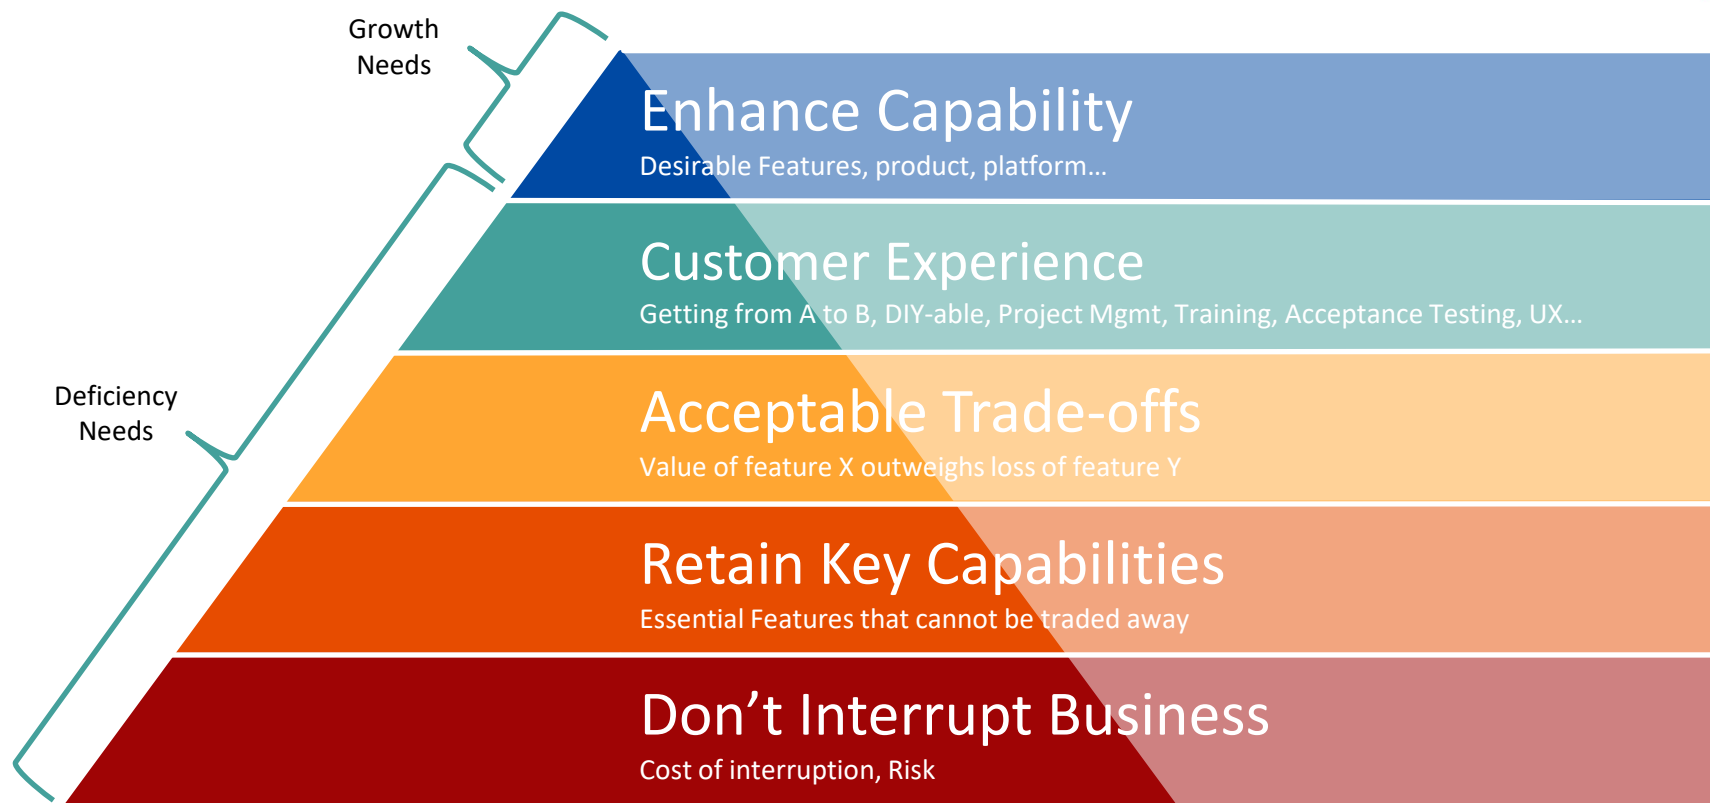 Growth
Needs
Enhance Capability
Desirable Features, product, platform…
Customer Experience
Getting from A to B, DIY-able, Project Mgmt, Training, Acceptance Testing, UX…
Deficiency
Needs
Acceptable Trade-offs
Value of feature X outweighs loss of feature Y
Retain Key Capabilities
Essential Features that cannot be traded away
Don’t Interrupt Business
Cost of interruption, Risk